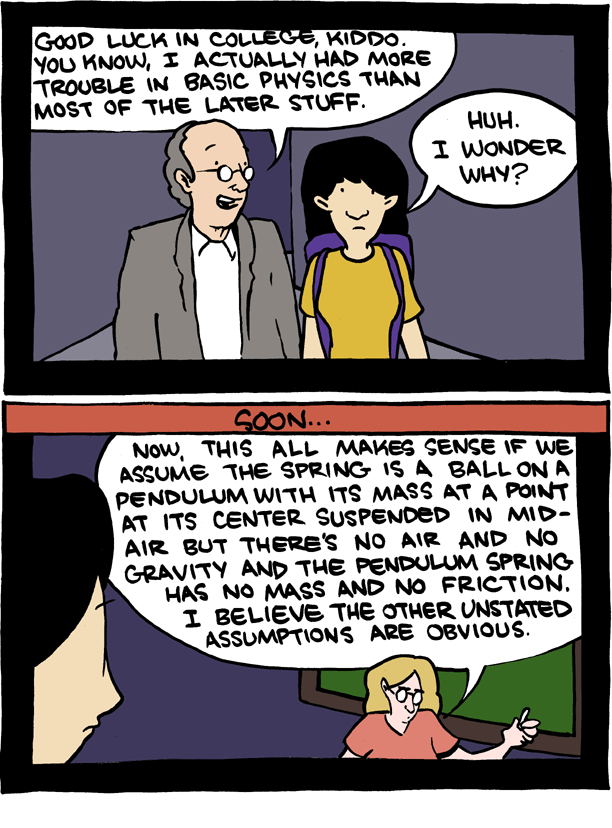 GOOD LUCK IN COLLEGE, KIDDO.
YOU KNOW, I ACTUALLY HAD MORE
TROUBLE IN BASIC PHYSICS THAN
MOST OF THE LATER STUFF.
HUH.
I WONDER
WHY?
SOON...
NOW, THIS ALL MAKES SENSE IF WE
ASSUME THE SPRING IS A BALL ON A
PENDULUM WITH ITS MASS AT A POINT
AT ITS CENTER SUSPENDED IN MID-
AIR BUT THERE'S NO AIR AND NO
GRAVITY AND THE PENDULUM SPRING
HAS NO MASS AND NO FRICTION.
I BELIEVE THE OTHER UNSTATED
ASSUMPTIONS ARE OBVIOUS.